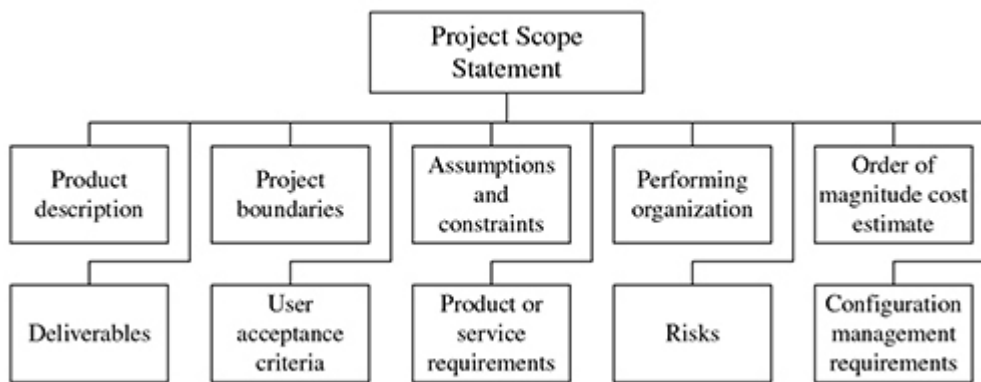 Project Scope
Statement
Product
description
Project
boundaries
Assumptions
and
constraints
Performing
organization
Order of
magnitude cost
estimate
Deliverables
User
acceptance
criteria
Product or
service
requirements
Risks
Configuration
management
requirements